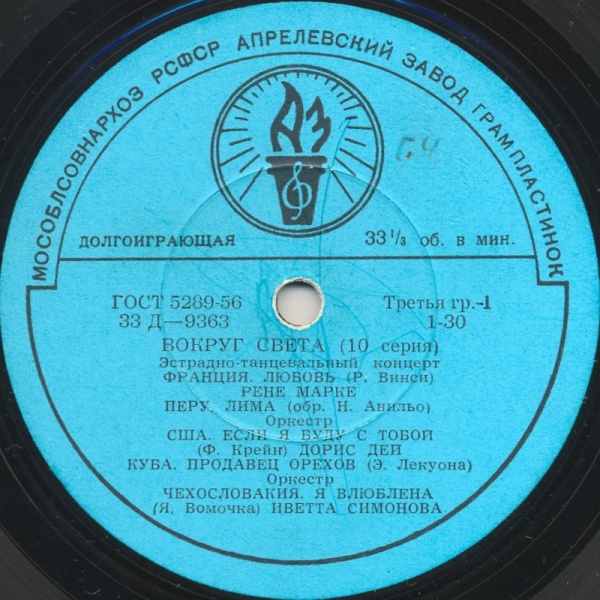 МОСОБЛСОВНАРХОЗ РСФСР АПРЕЛЕВСКИЙ ЗАВОД ГРАМПЛАСТИНОК
АЗ
ДОЛГОИГРАЮЩАЯ 33 1/3 об. в мин.
ГОСТ 5289-56 Третья гр.-1
33 Д—9363 1-30
ВОКРУГ СВЕТА (10 серия)
Эстрадно-танцевальный концерт
ФРАНЦИЯ. ЛЮБОВЬ (Р. Винси)
РЕНЕ МАРКЕ
ПЕРУ. ЛИМА (обр. Н. Анильо)
Оркестр
США. ЕСЛИ Я БУДУ С ТОБОЙ
(Ф. Крейн) ДОРИС ДЕЙ
КУБА. ПРОДАВЕЦ ОРЕХОВ (Э. Лекуона)
Оркестр
ЧЕХОСЛОВАКИЯ. Я ВЛЮБЛЕНА
(Я. Вомочка) ИВЕТТА СИМОНОВА